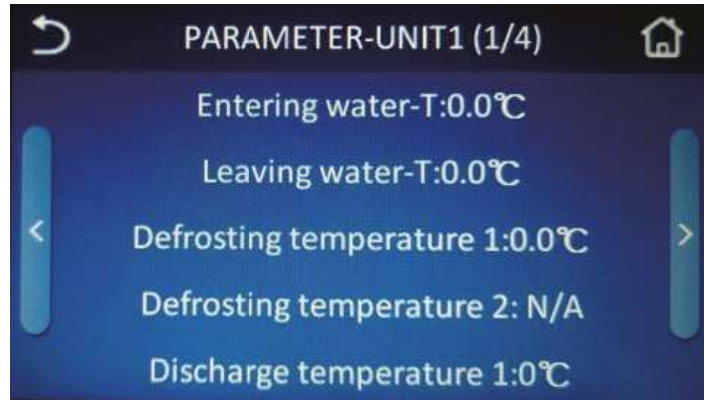 PARAMETER-UNIT1 (1/4)
Entering water-T:0.0℃
Leaving water-T:0.0℃
< Defrosting temperature 1:0.0℃ >
Defrosting temperature 2: N/A
Discharge temperature 1:0℃